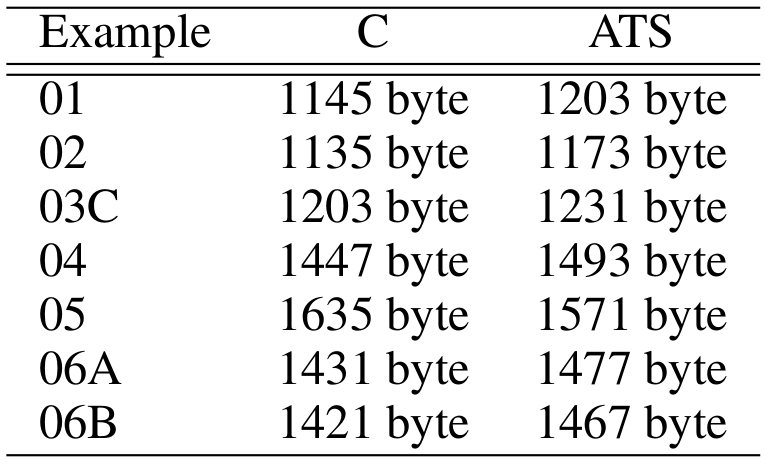 Example C ATS
01 1145 byte 1203 byte
02 1135 byte 1173 byte
03C 1203 byte 1231 byte
04 1447 byte 1493 byte
05 1635 byte 1571 byte
06A 1431 byte 1477 byte
06B 1421 byte 1467 byte